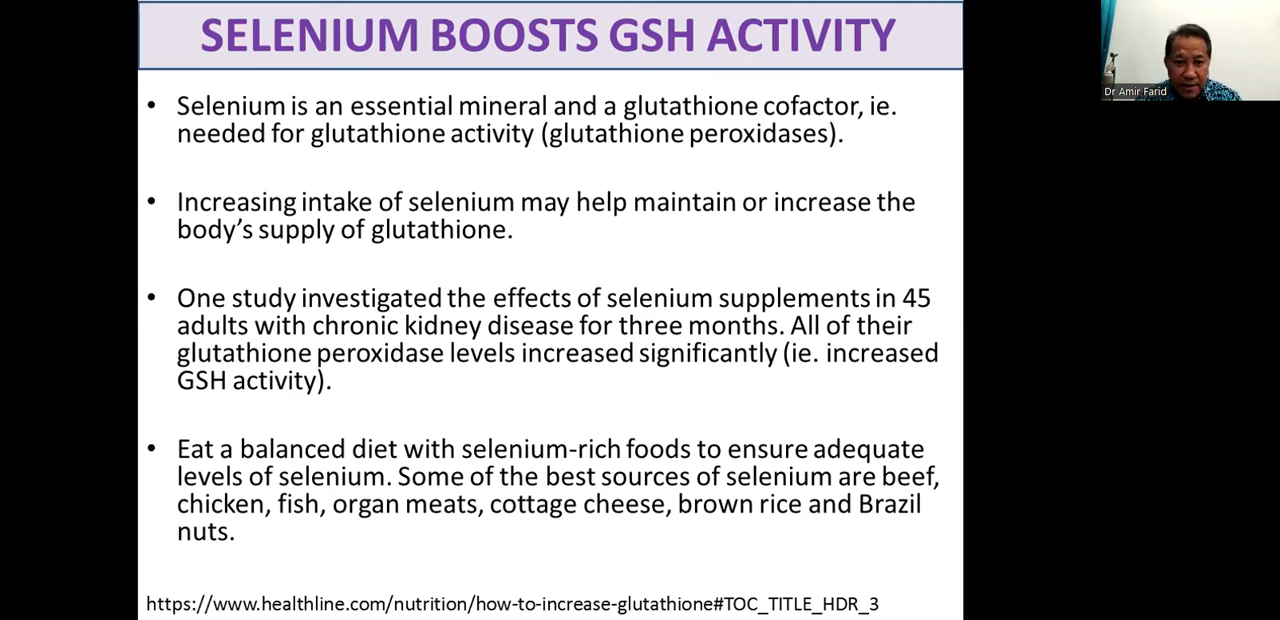 SELENIUM BOOSTS GSH ACTIVITY
Dr Amir Farid
• Selenium is an essential mineral and a glutathione cofactor, ie.
needed for glutathione activity (glutathione peroxidases).
• Increasing intake of selenium may help maintain or increase the
body's supply of glutathione.
• One study investigated the effects of selenium supplements in 45
adults with chronic kidney disease for three months. All of their
glutathione peroxidase levels increased significantly (ie. increased
GSH activity).
• Eat a balanced diet with selenium-rich foods to ensure adequate
levels of selenium. Some of the best sources of selenium are beef,
chicken, fish, organ meats, cottage cheese, brown rice and Brazil
nuts.
https://www.healthline.com/nutrition/how-to-increase-glutathione#TOC_TITLE_HDR_3